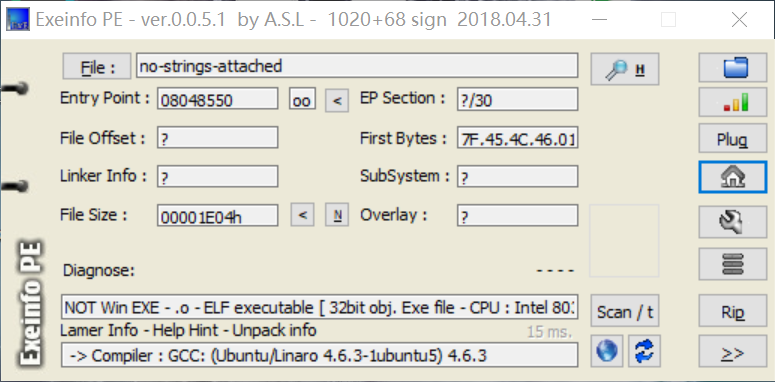 Exeinfo PE - ver.0.0.5.1 by A.S.L - 1020+68 sign 2018.04.31
File : no-strings-attached H
Entry Point : 08048550 oo < EP Section : ?/30
File Offset : ? First Bytes : 7F.45.4C.46.01 Plug
Linker Info : ? SubSystem : ?
File Size : 00001E04h < N Overlay : ?
Diagnose: - - - -
NOT Win EXE - .o - ELF executable [ 32bit obj. Exe file - CPU : Intel 80 Scan / t Rip
Lamer Info - Help Hint - Unpack info 15 ms.
-> Compiler : GCC: (Ubuntu/Linaro 4.6.3-1ubuntu5) 4.6.3 >>
Exeinfo PE